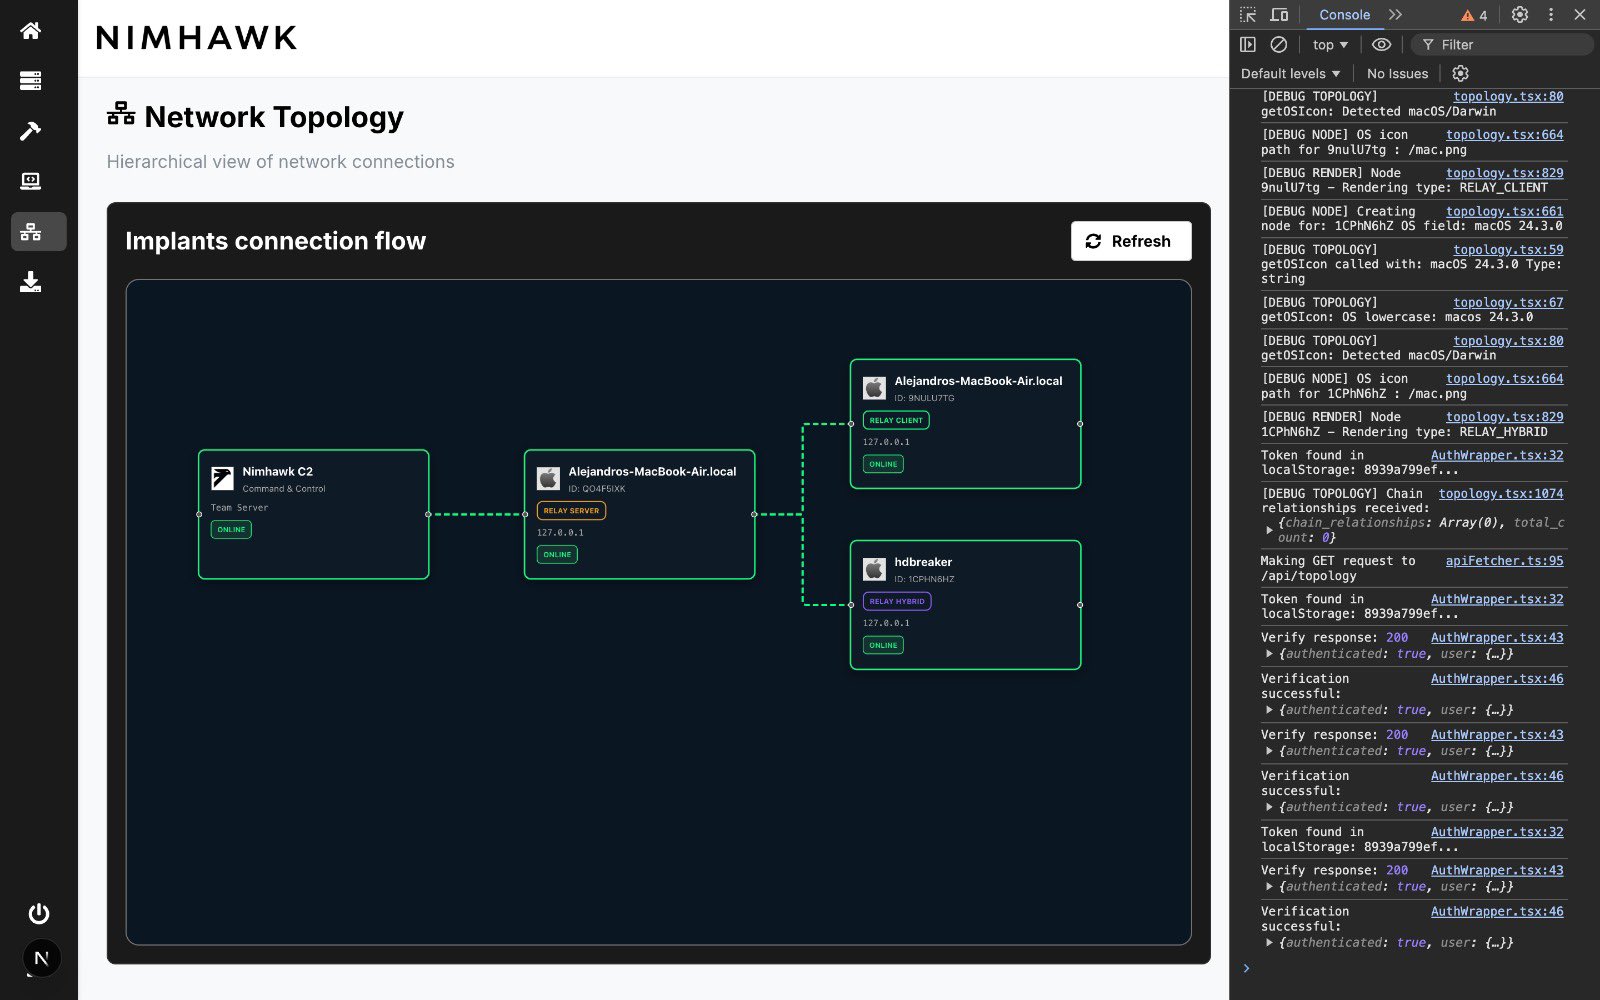 NIMHAWK
Network Topology
Hierarchical view of network connections
Implants connection flow
Refresh
Nimhawk C2
Command & Control
Team Server
ONLINE
Alejandros-MacBook-Air.local
ID: QO4F5IXK
RELAY SERVER
127.0.0.1
ONLINE
Alejandros-MacBook-Air.local
ID: 9NULU7TG
RELAY CLIENT
127.0.0.1
ONLINE
hdbreaker
ID: 1CPHN6HZ
RELAY HYBRID
127.0.0.1
ONLINE
N
Console
4
top
Filter
Default levels
No Issues
[DEBUG TOPOLOGY] topology.tsx:80
getOSIcon: Detected macOS/Darwin
[DEBUG NODE] OS icon topology.tsx:664
path for 9nulU7tg : /mac.png
[DEBUG RENDER] Node topology.tsx:829
9nulU7tg – Rendering type: RELAY_CLIENT
[DEBUG NODE] Creating topology.tsx:661
node for: 1CPhN6hZ OS field: macOS 24.3.0
[DEBUG TOPOLOGY] topology.tsx:59
getOSIcon called with: macOS 24.3.0 Type:
string
[DEBUG TOPOLOGY] topology.tsx:67
getOSIcon: OS lowercase: macos 24.3.0
[DEBUG TOPOLOGY] topology.tsx:80
getOSIcon: Detected macOS/Darwin
[DEBUG NODE] OS icon topology.tsx:664
path for 1CPhN6hZ : /mac.png
[DEBUG RENDER] Node topology.tsx:829
1CPhN6hZ – Rendering type: RELAY_HYBRID
Token found in AuthWrapper.tsx:32
localStorage: 8939a799ef...
[DEBUG TOPOLOGY] Chain topology.tsx:1074
relationships received:
{chain_relationships: Array(0), total_c
ount: 0}
Making GET request to apiFetcher.ts:95
/api/topology
Token found in AuthWrapper.tsx:32
localStorage: 8939a799ef...
Verify response: 200 AuthWrapper.tsx:43
{authenticated: true, user: {…}}
Verification AuthWrapper.tsx:46
successful:
{authenticated: true, user: {…}}
Verify response: 200 AuthWrapper.tsx:43
{authenticated: true, user: {…}}
Verification AuthWrapper.tsx:46
successful:
{authenticated: true, user: {…}}
Token found in AuthWrapper.tsx:32
localStorage: 8939a799ef...
Verify response: 200 AuthWrapper.tsx:43
{authenticated: true, user: {…}}
Verification AuthWrapper.tsx:46
successful:
{authenticated: true, user: {…}}